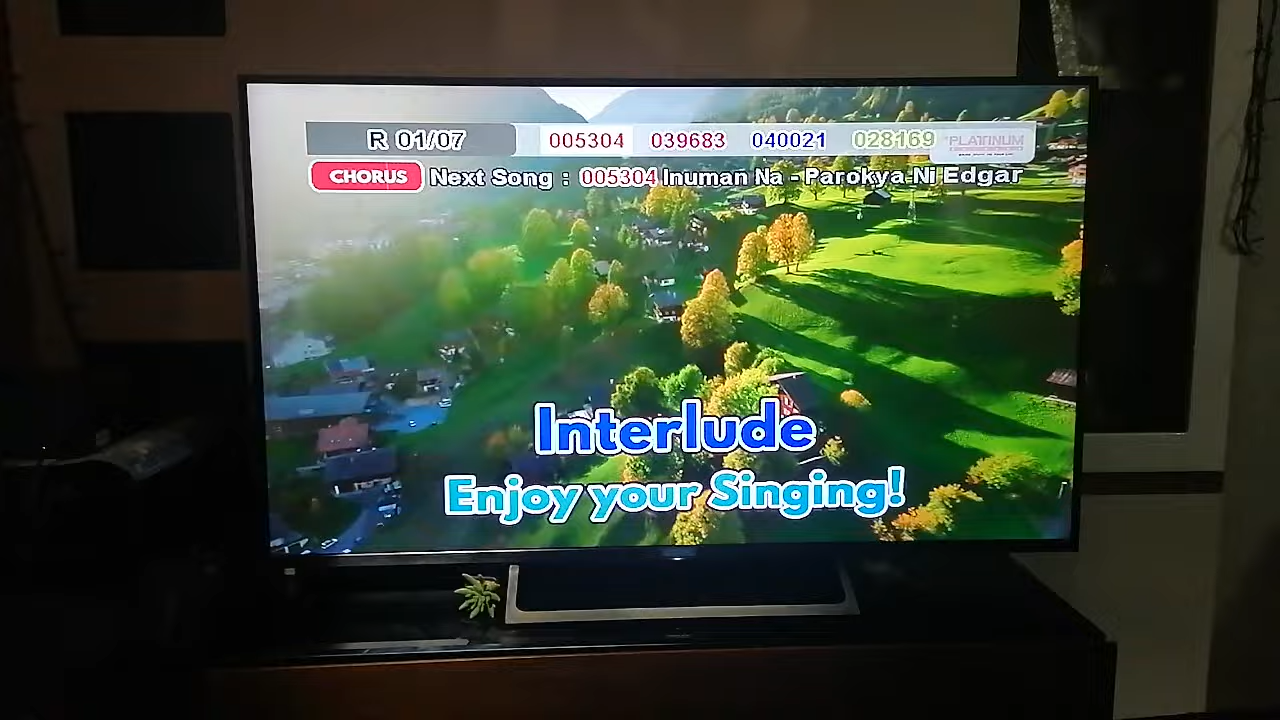 R 01/07 005304 039683 040021 028169 PLATINUM
CHORUS Next Song : 005304 Inuman Na - Parokya Ni Edgar
Interlude
Enjoy your Singing!